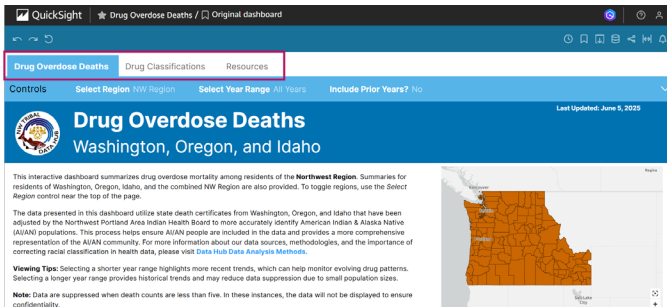 QuickSight Drug Overdose Deaths / Original dashboard
Drug Overdose Deaths Drug Classifications Resources
Controls Select Region NW Region Select Year Range All Years Include Prior Years? No
Last Updated: June 5, 2025
NW TRIBAL DATA HUB
Drug Overdose Deaths
Washington, Oregon, and Idaho
This interactive dashboard summarizes drug overdose mortality among residents of the Northwest Region. Summaries for
residents of Washington, Oregon, Idaho, and the combined NW Region are also provided. To toggle regions, use the Select
Region control near the top of the page.
The data presented in this dashboard utilize state death certificates from Washington, Oregon, and Idaho that have been
adjusted by the Northwest Portland Area Indian Health Board to more accurately identify American Indian & Alaska Native
(AI/AN) populations. This process helps ensure AI/AN people are included in the data and provides a more comprehensive
representation of the AI/AN community. For more information about our data sources, methodologies, and the importance of
correcting racial classification in health data, please visit Data Hub Data Analysis Methods.
Viewing Tips: Selecting a shorter year range highlights more recent trends, which can help monitor evolving drug patterns.
Selecting a longer year range provides historical trends and may reduce data suppression due to small population sizes.
Note: Data are suppressed when death counts are less than five. In these instances, the data will not be displayed to ensure
confidentiality.
Regina
Vancouver
Seattle
Salt Lake
City